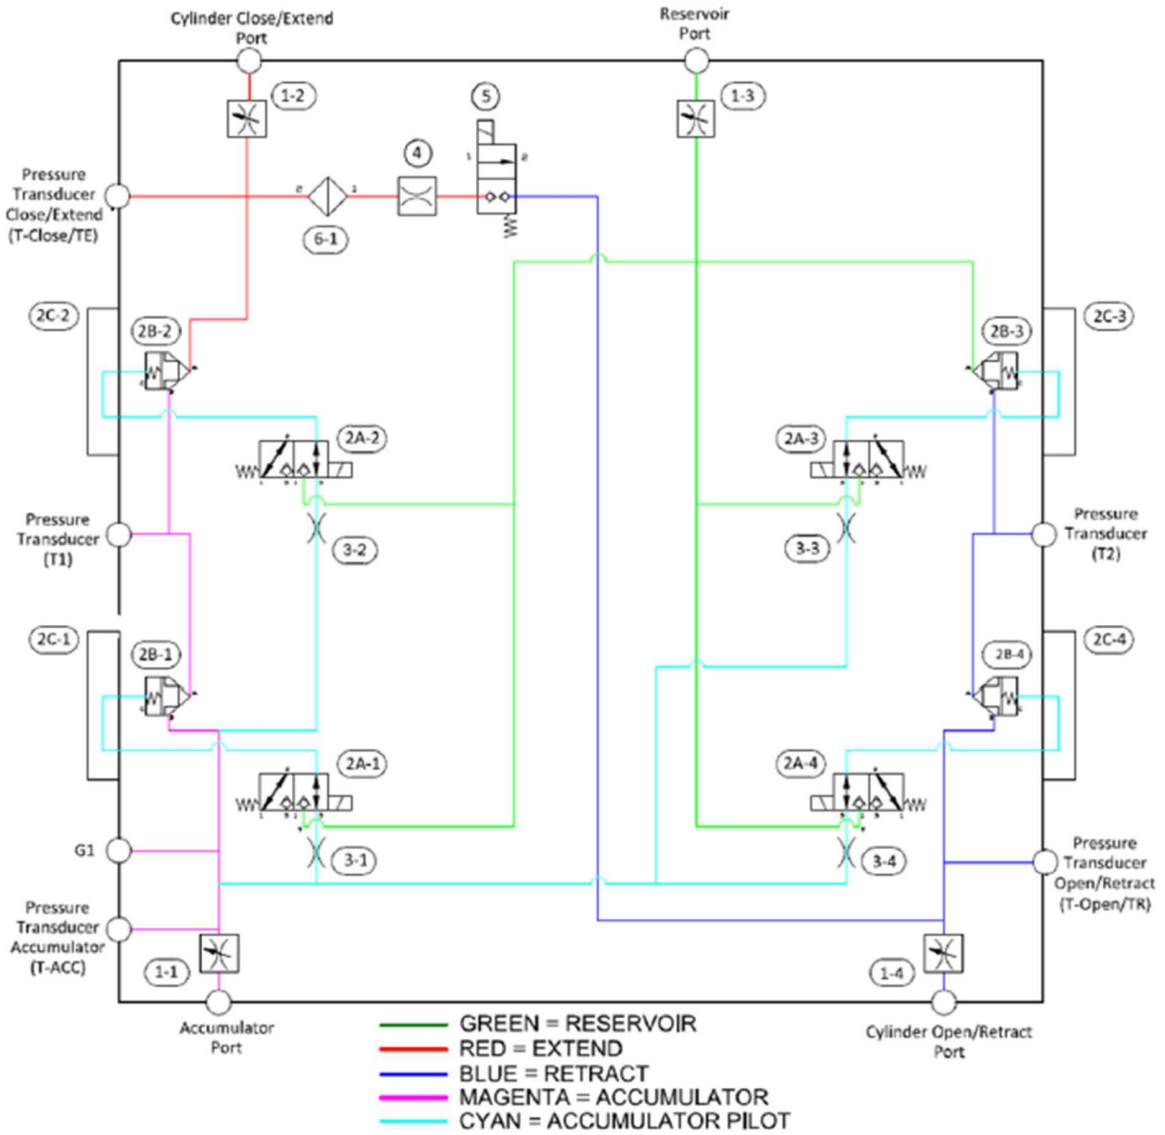 Cylinder Close/Extend
Port
Reservoir
Port
1-2
5
1-3
4
1
2
Pressure
Transducer
Close/Extend
(T-Close/TE)
2
1
6-1
2C-2
2B-2
2B-3
2C-3
2A-2
2A-3
Pressure
Transducer
(T1)
3-2
3-3
Pressure
Transducer
(T2)
2C-1
2B-1
2B-4
2C-4
2A-1
2A-4
G1
3-1
3-4
Pressure
Transducer
Open/Retract
(T-Open/TR)
Pressure
Transducer
Accumulator
(T-ACC)
1-1
1-4
Accumulator
Port
Cylinder Open/Retract
Port
GREEN = RESERVOIR
RED = EXTEND
BLUE = RETRACT
MAGENTA = ACCUMULATOR
CYAN = ACCUMULATOR PILOT